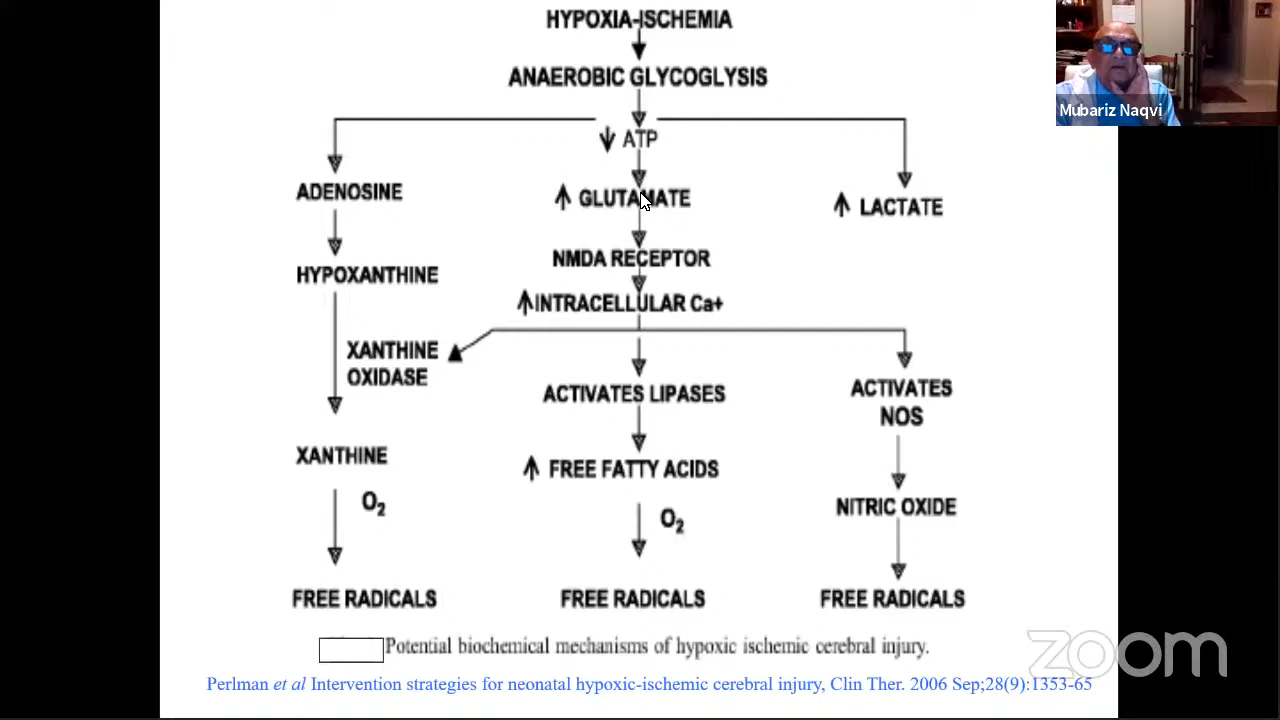 HYPOXIA-ISCHEMIA
ANAEROBIC GLYCOGLYSIS
ATP
ADENOSINE
GLUTAMATE
LACTATE
NMDA RECEPTOR
HYPOXANTHINE
INTRACELLULAR Ca+
XANTHINE
OXIDASE
ACTIVATES LIPASES
ACTIVATES
NOS
XANTHINE
FREE FATTY ACIDS
O2
O2
NITRIC OXIDE
FREE RADICALS
FREE RADICALS
FREE RADICALS
Potential biochemical mechanisms of hypoxic ischemic cerebral injury.
Perlman et al Intervention strategies for neonatal hypoxic-ischemic cerebral injury, Clin Ther. 2006 Sep;28(9):1353-65
Mubariz Naqvi
zoom